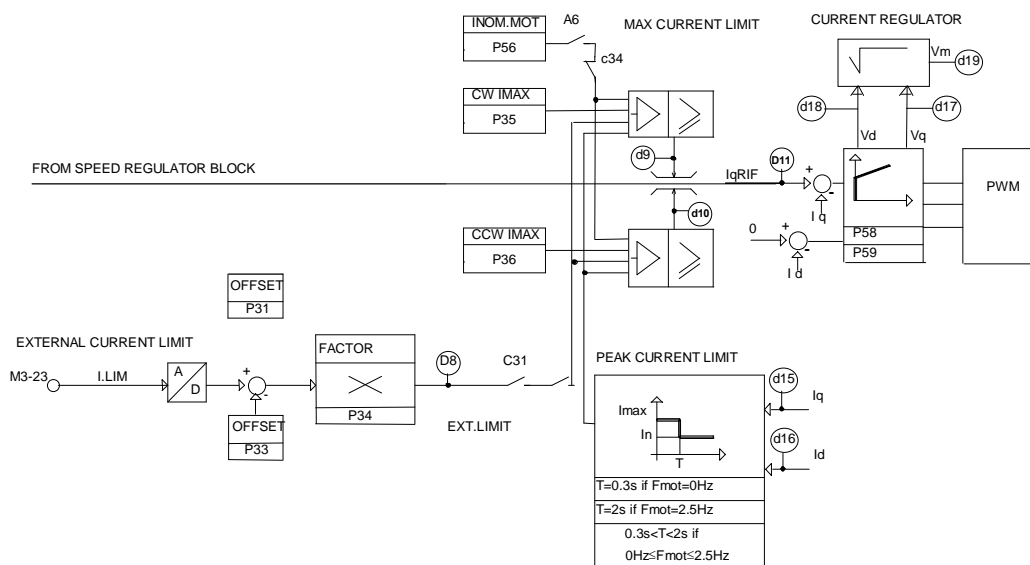 INOM.MOT
P56
A6
c34
MAX CURRENT LIMIT
CURRENT REGULATOR
Vm
d19
d18
d17
Vd
Vq
CW IMAX
P35
d9
FROM SPEED REGULATOR BLOCK
IqRIF
D11
+
-
I q
PWM
d10
0
+
-
I d
P58
P59
CCW IMAX
P36
OFFSET
P31
EXTERNAL CURRENT LIMIT
M3-23
I.LIM
A
D
+
-
OFFSET
P33
FACTOR
P34
D8
C31
EXT.LIMIT
PEAK CURRENT LIMIT
Imax
In
T
d15
Iq
d16
Id
T=0.3s if Fmot=0Hz
T=2s if Fmot=2.5Hz
0.3s<T<2s if
0Hz≤Fmot≤2.5Hz